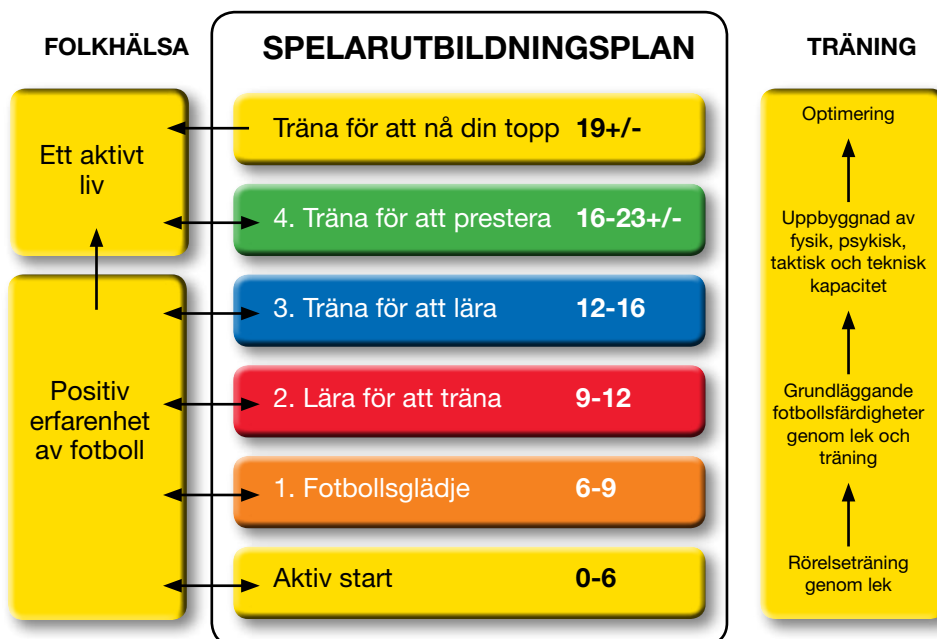 FOLKHÄLSA
Ett aktivt
liv
Positiv
erfarenhet
av fotboll
SPELARUTBILDNINGSPLAN
Träna för att nå din topp 19+/-
4. Träna för att prestera 16-23+/-
3. Träna för att lära 12-16
2. Lära för att träna 9-12
1. Fotbollsglädje 6-9
Aktiv start 0-6
TRÄNING
Optimering
Uppbyggnad av
fysik, psykisk,
taktisk och teknisk
kapacitet
Grundläggande
fotbollsfärdigheter
genom lek och
träning
Rörelseträning
genom lek